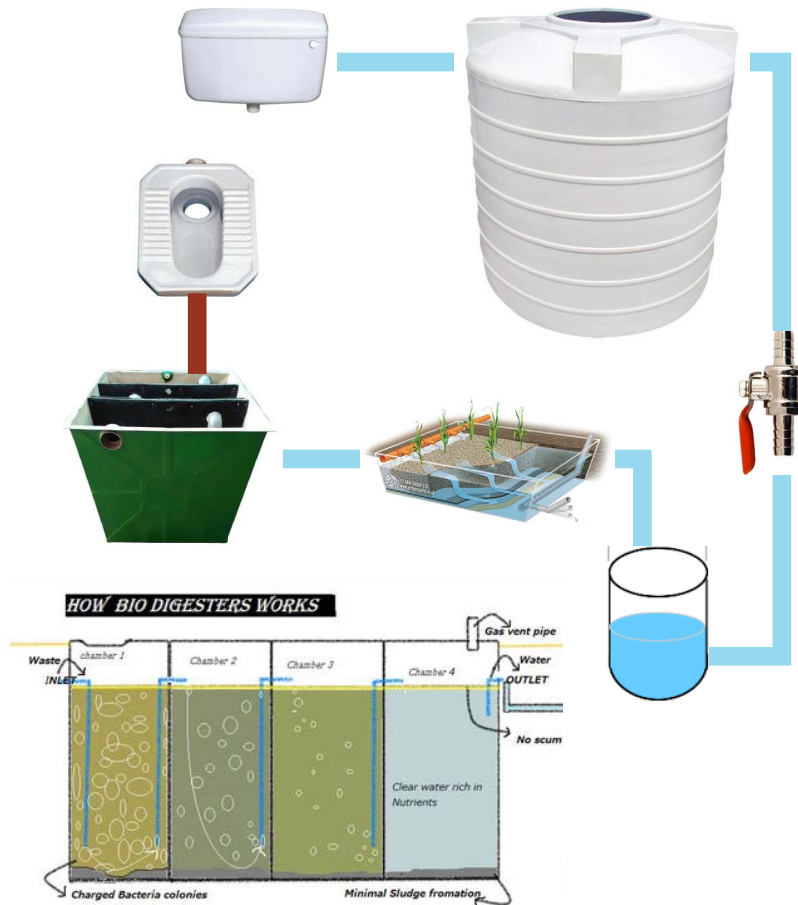 HOW BIO DIGESTERS WORKS
Gas vent pipe
chamber 1
Chamber 2
Chamber 3
Chamber 4
Waste
INLET
Water
OUTLET
No scum
Clear water rich in
Nutrients
Charged Bacteria colonies
Minimal Sludge fromation